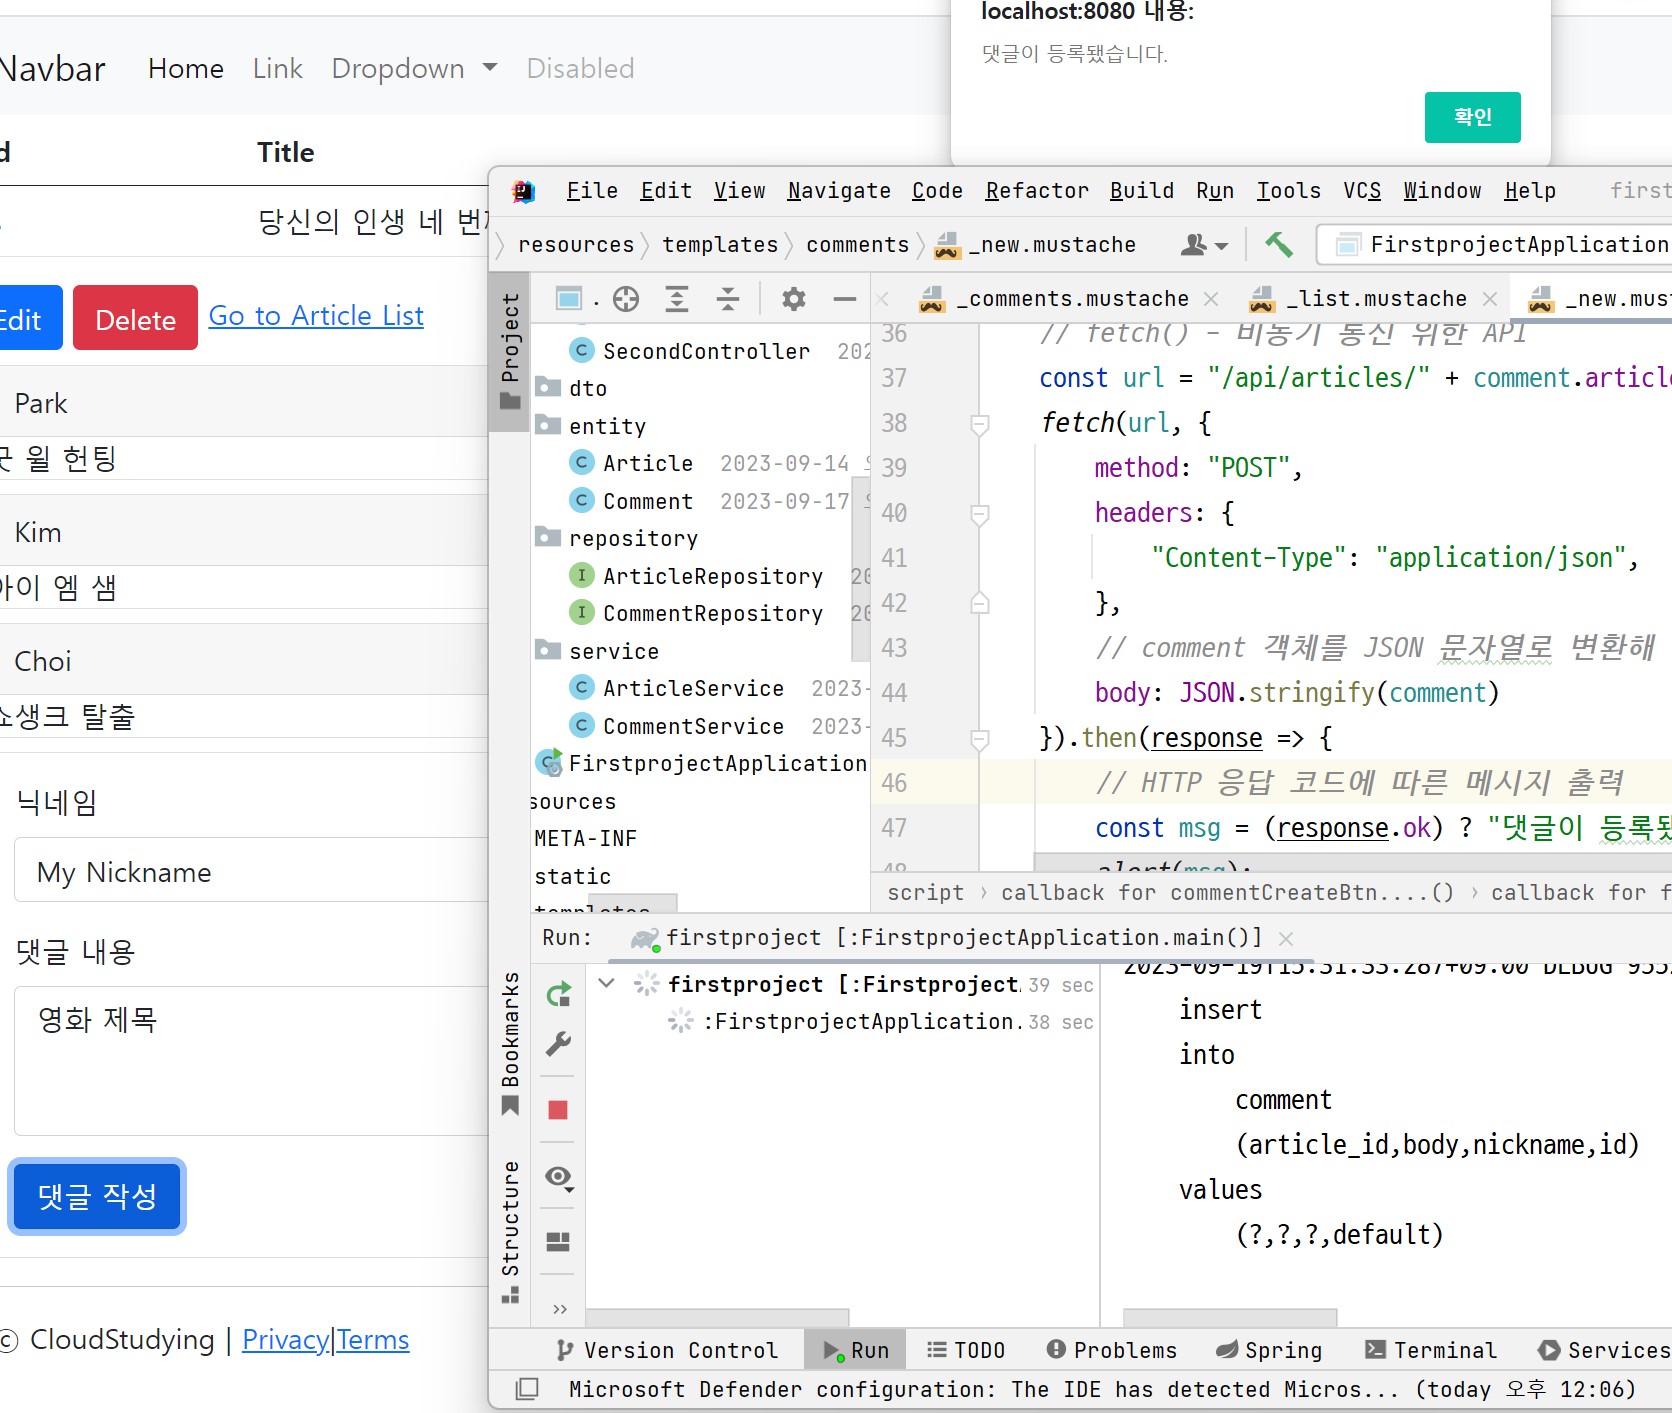 localhost:8080 내용:
댓글이 등록됐습니다.
확인
Navbar Home Link Dropdown Disabled
Title
당신의 인생 네
Edit Delete Go to Article List
Park
굿 윌 헌팅
Kim
아이 엠 샘
Choi
쇼생크 탈출
닉네임
My Nickname
댓글 내용
영화 제목
댓글 작성
© CloudStudying | Privacy|Terms
File Edit View Navigate Code Refactor Build Run Tools VCS Window Help first
resources templates comments _new.mustache FirstprojectApplication
Project
_comments.mustache _list.mustache _new.must
SecondController 202
dto
entity
Article 2023-09-14
Comment 2023-09-17
repository
ArticleRepository 20
CommentRepository 20
service
ArticleService 2023-
CommentService 2023-
FirstprojectApplication
sources
META-INF
static
templates
36 // fetch() - 비동기 통신 위한 API
37 const url = "/api/articles/" + comment.articl
38 fetch(url, {
39 method: "POST",
40 headers: {
41 "Content-Type": "application/json",
42 },
43 // comment 객체를 JSON 문자열로 변환해
44 body: JSON.stringify(comment)
45 }).then(response => {
46 // HTTP 응답 코드에 따른 메시지 출력
47 const msg = (response.ok) ? "댓글이 등록됐
48 alert(msg);
script › callback for commentCreateBtn....() › callback for f
Run: firstproject [:FirstprojectApplication.main()]
Bookmarks
Structure
firstproject [:Firstproject. 39 sec
:FirstprojectApplication. 38 sec
2023-09-19T15:31:33.287+09:00 DEBUG 9552
insert
into
comment
(article_id,body,nickname,id)
values
(?,?,?,default)
Version Control Run TODO Problems Spring Terminal Services
Microsoft Defender configuration: The IDE has detected Micros... (today 오후 12:06)